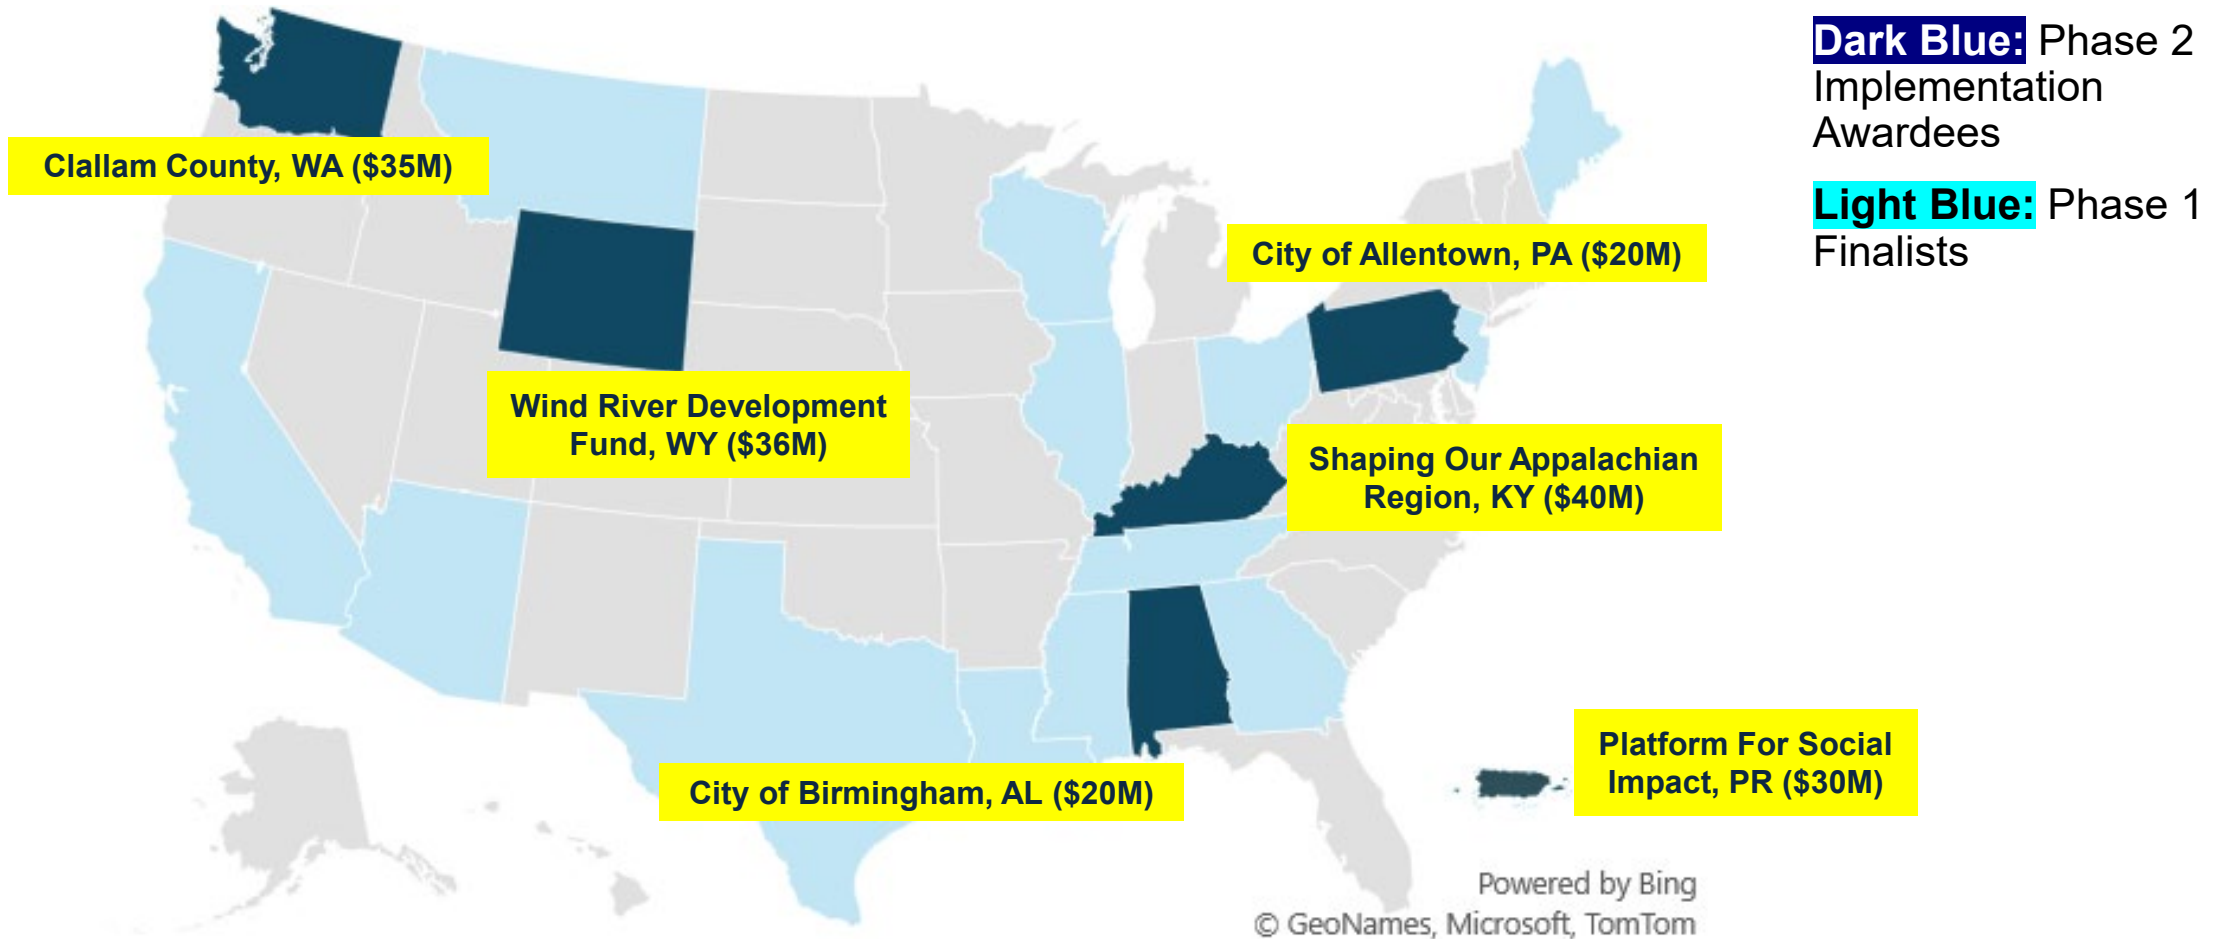 Dark Blue: Phase 2
Implementation
Awardees
Light Blue: Phase 1
Finalists
Clallam County, WA ($35M)
City of Allentown, PA ($20M)
Wind River Development
Fund, WY ($36M)
Shaping Our Appalachian
Region, KY ($40M)
Platform For Social
Impact, PR ($30M)
City of Birmingham, AL ($20M)
Powered by Bing
© GeoNames, Microsoft, TomTom